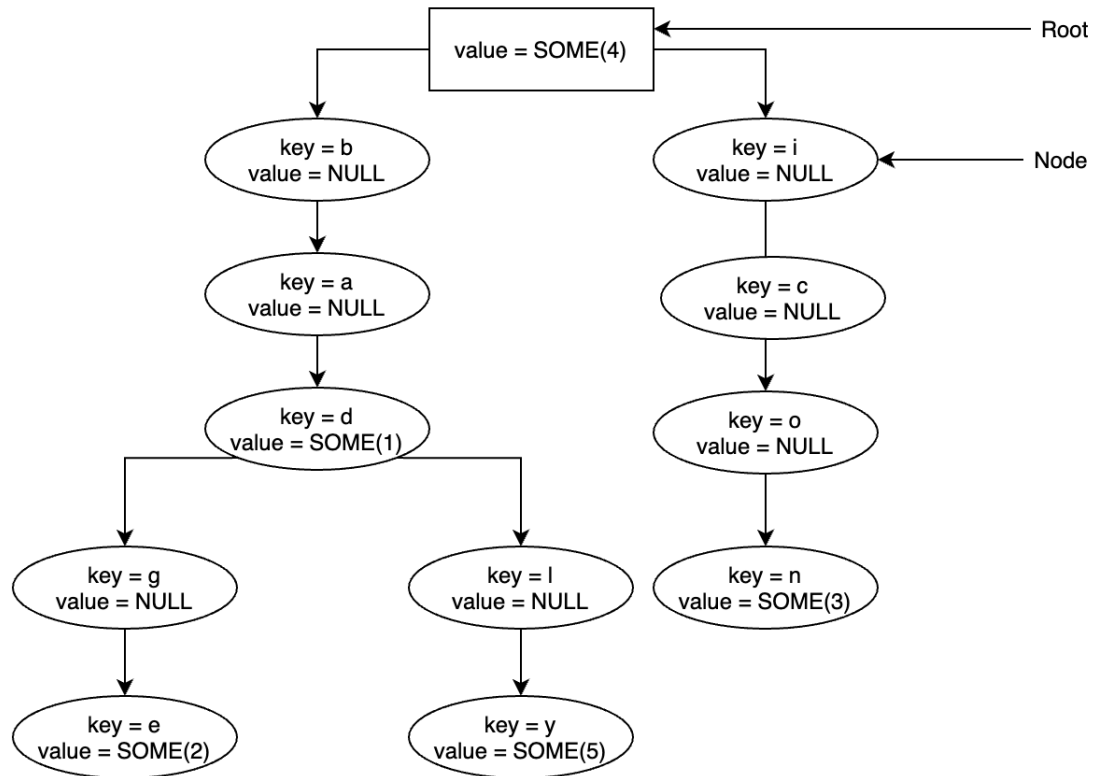 value = SOME(4)
Root
key = b
value = NULL
key = i
value = NULL
Node
key = a
value = NULL
key = c
value = NULL
key = d
value = SOME(1)
key = o
value = NULL
key = g
value = NULL
key = l
value = NULL
key = n
value = SOME(3)
key = e
value = SOME(2)
key = y
value = SOME(5)